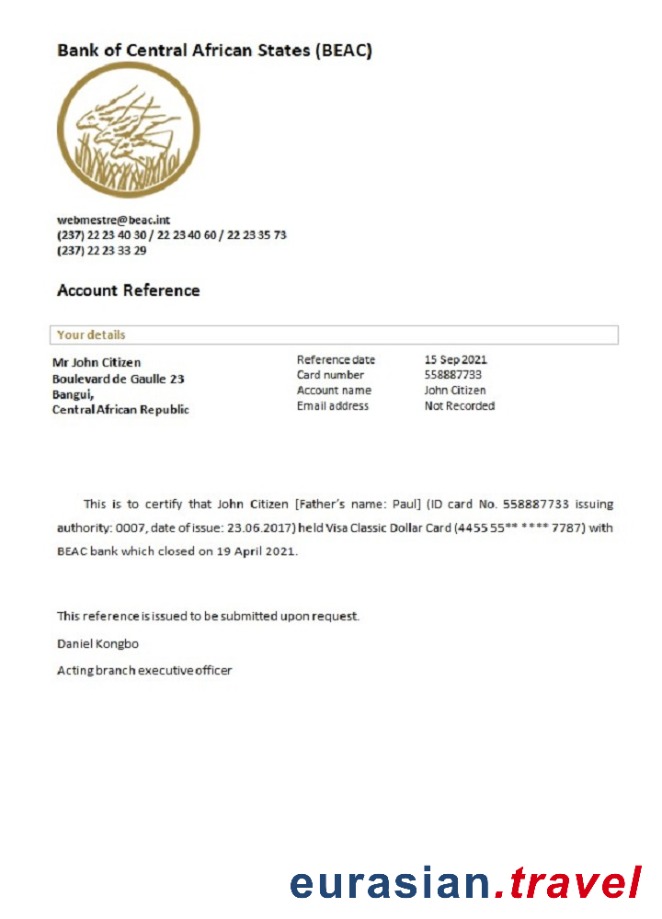 Bank of Central African States (BEAC)
webmestre@beac.int
(237) 22 23 40 30 / 22 23 40 60 / 22 23 35 73
(237) 22 23 33 29
Account Reference
Your details
Mr John Citizen
Boulevard de Gaulle 23
Bangui,
Central African Republic
Reference date 15 Sep 2021
Card number 558887733
Account name John Citizen
Email address Not Recorded
This is to certify that John Citizen [Father's name: Paul] (ID card No. 558887733 issuing
authority: 0007, date of issue: 23.06.2017) held Visa Classic Dollar Card (4455 55** **** 7787) with
BEAC bank which closed on 19 April 2021.
This reference is issued to be submitted upon request.
Daniel Kongbo
Acting branch executive officer
eurasian.travel